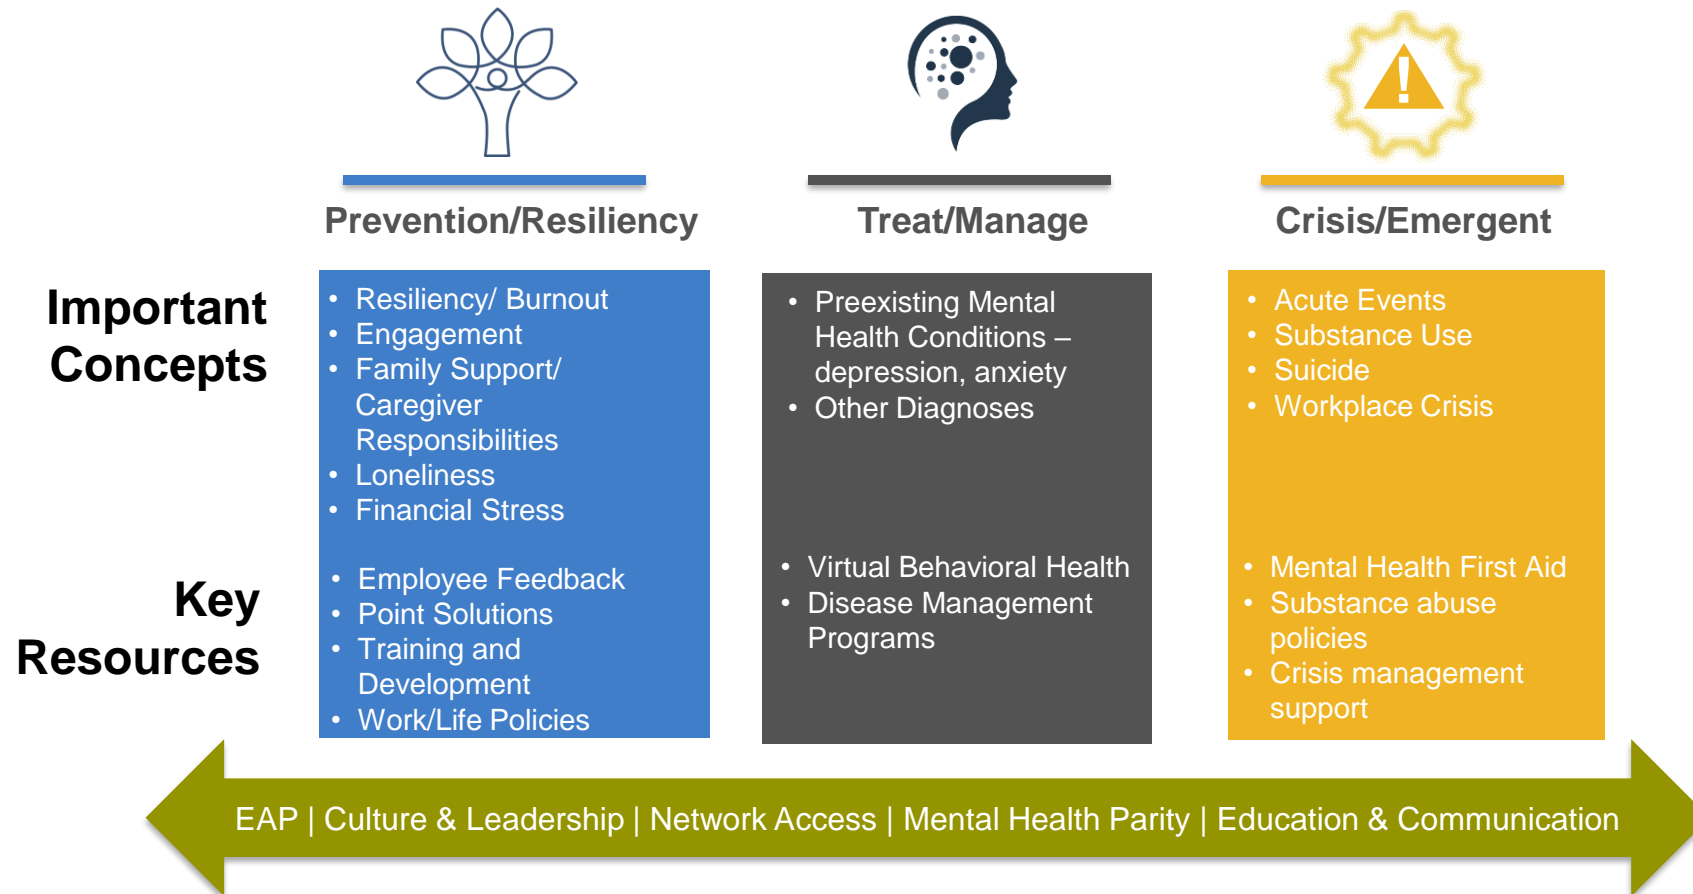 Prevention/Resiliency
Treat/Manage
Crisis/Emergent
Important
Concepts
• Resiliency/ Burnout
• Engagement
• Family Support/
Caregiver
Responsibilities
• Loneliness
• Financial Stress
• Preexisting Mental
Health Conditions –
depression, anxiety
• Other Diagnoses
• Acute Events
• Substance Use
• Suicide
• Workplace Crisis
Key
Resources
• Employee Feedback
• Point Solutions
• Training and
Development
• Work/Life Policies
• Virtual Behavioral Health
• Disease Management
Programs
• Mental Health First Aid
• Substance abuse
policies
• Crisis management
support
EAP | Culture & Leadership | Network Access | Mental Health Parity | Education & Communication